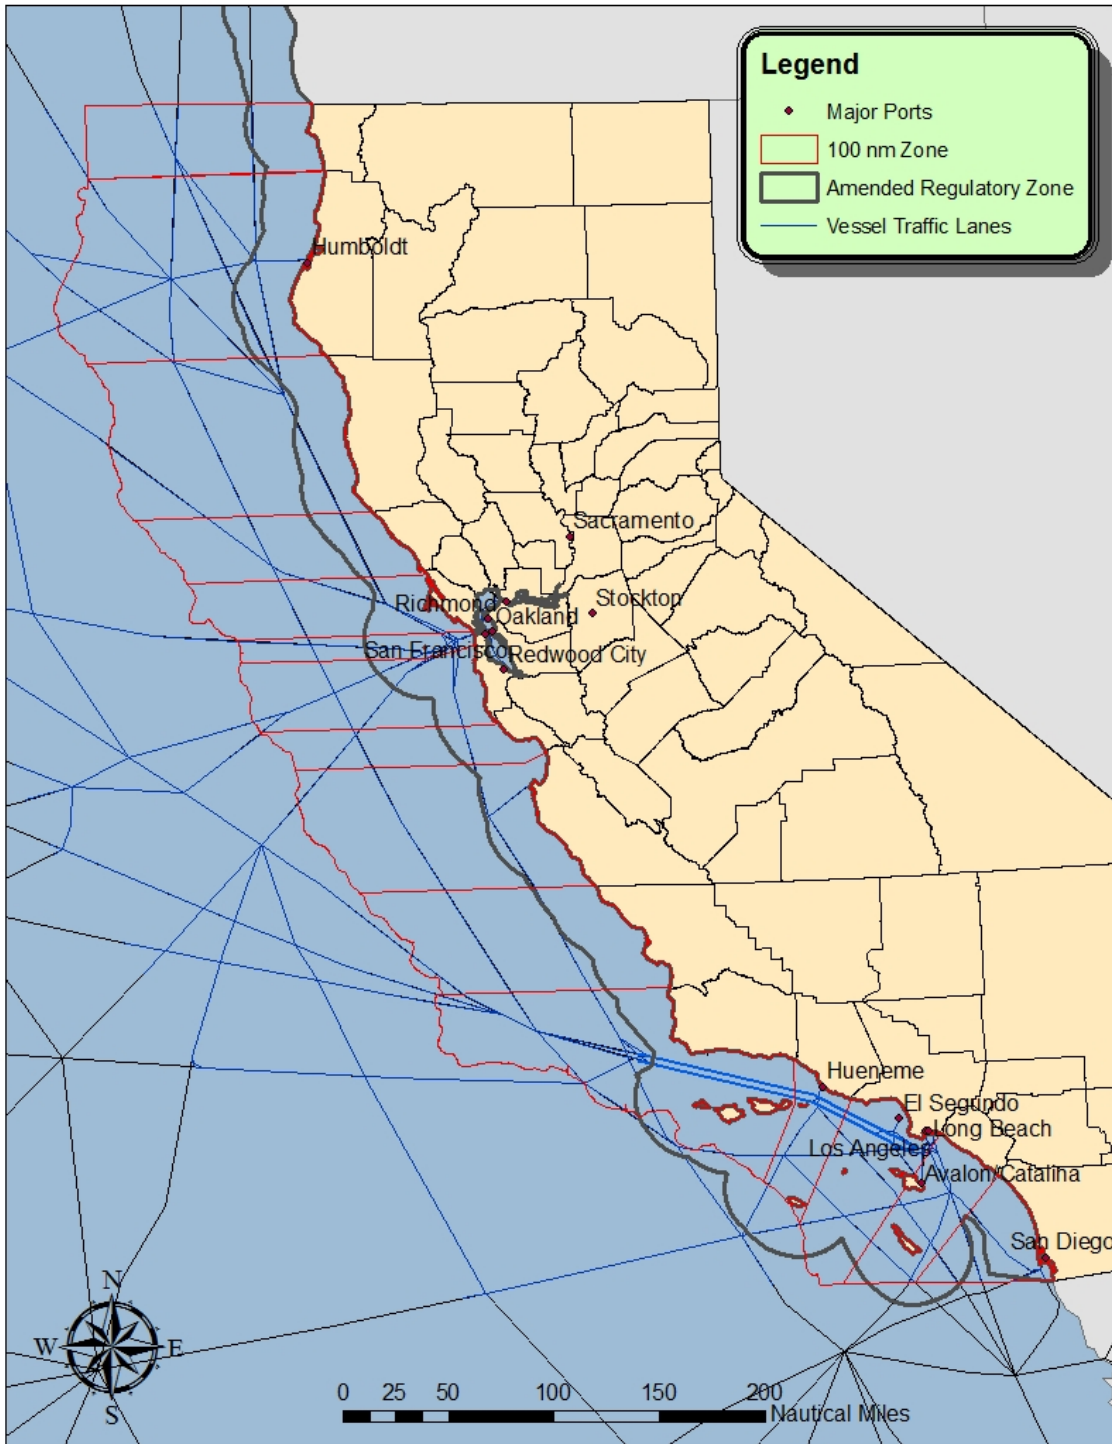 Legend
Major Ports
100 nm Zone
Amended Regulatory Zone
Vessel Traffic Lanes
Humboldt
Sacramento
Richmond
Stockton
Oakland
San Francisco
Redwood City
Hueneme
El Segundo
Long Beach
Los Angeles
Avalon/Catalina
San Diego
N
W E
S
0 25 50 100 150 200
Nautical Miles